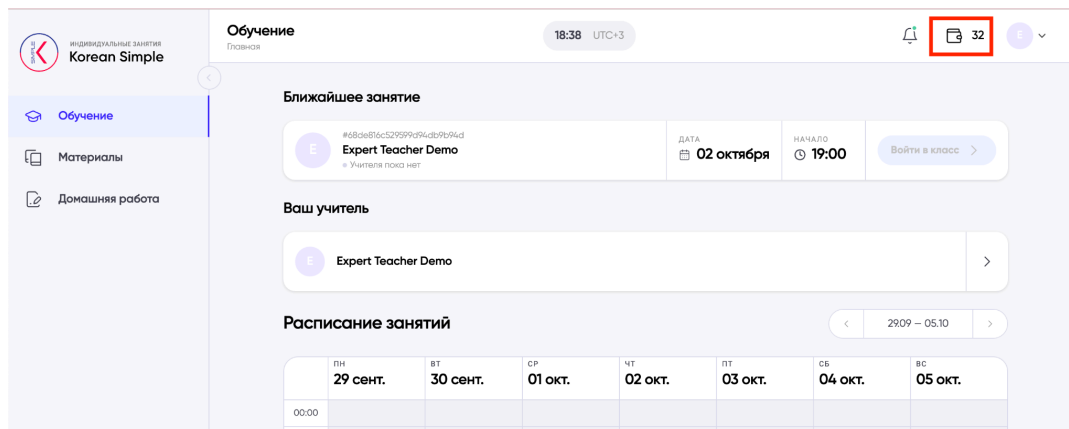 SIMPLE
ИНДИВИДУАЛЬНЫЕ ЗАНЯТИЯ
Korean Simple
Обучение
Главная
18:38 UTC+3
32
E
Обучение
Материалы
Домашняя работа
Ближайшее занятие
E
#68de816c529599d94db9b94d
Expert Teacher Demo
Учителя пока нет
ДАТА
02 октября
НАЧАЛО
19:00
Войти в класс
Ваш учитель
E
Expert Teacher Demo
Расписание занятий
29.09 – 05.10
ПН
29 сент.
ВТ
30 сент.
СР
01 окт.
ЧТ
02 окт.
ПТ
03 окт.
СБ
04 окт.
ВС
05 окт.
00:00